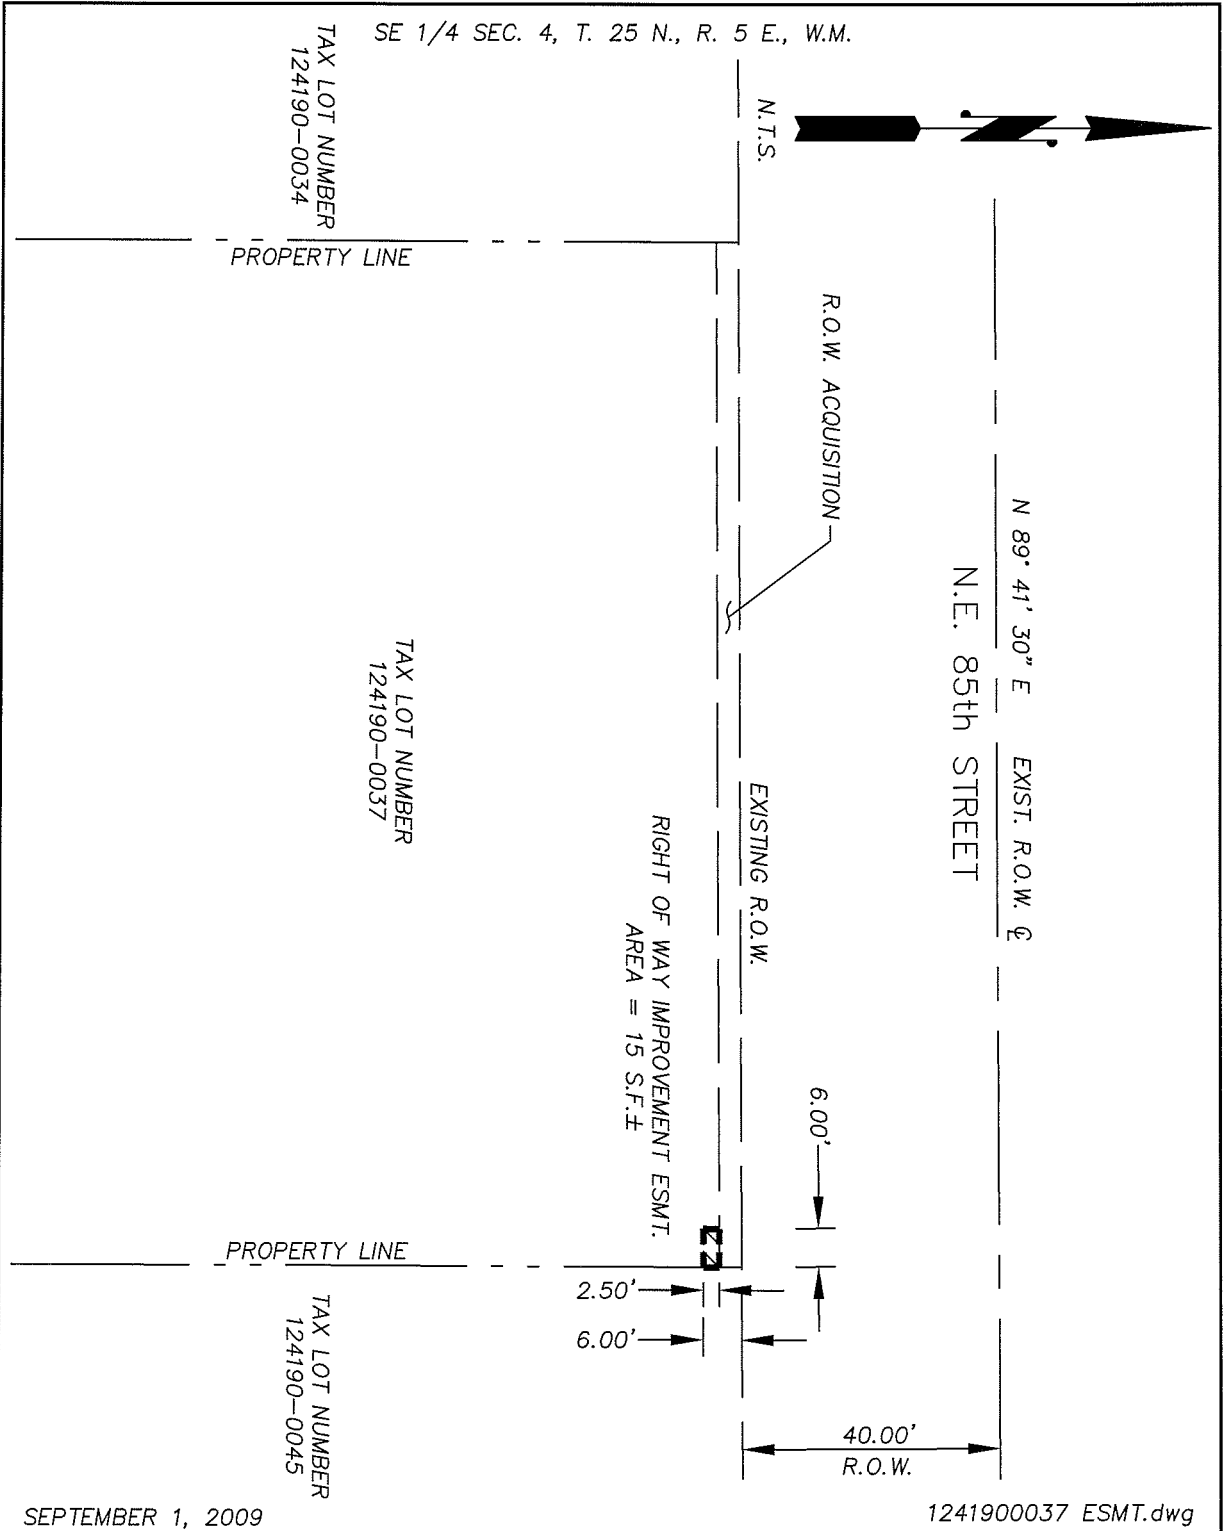 SE 1/4 SEC. 4, T. 25 N., R. 5 E., W.M.
TAX LOT NUMBER
124190-0034
N.T.S.
N
PROPERTY LINE
R.O.W. ACQUISITION
N 89° 41' 30" E EXIST. R.O.W. ℄
N.E. 85th STREET
TAX LOT NUMBER
124190-0037
EXISTING R.O.W.
RIGHT OF WAY IMPROVEMENT ESMT.
AREA = 15 S.F.±
6.00'
PROPERTY LINE
2.50'
6.00'
TAX LOT NUMBER
124190-0045
40.00'
R.O.W.
SEPTEMBER 1, 2009
1241900037 ESMT.dwg